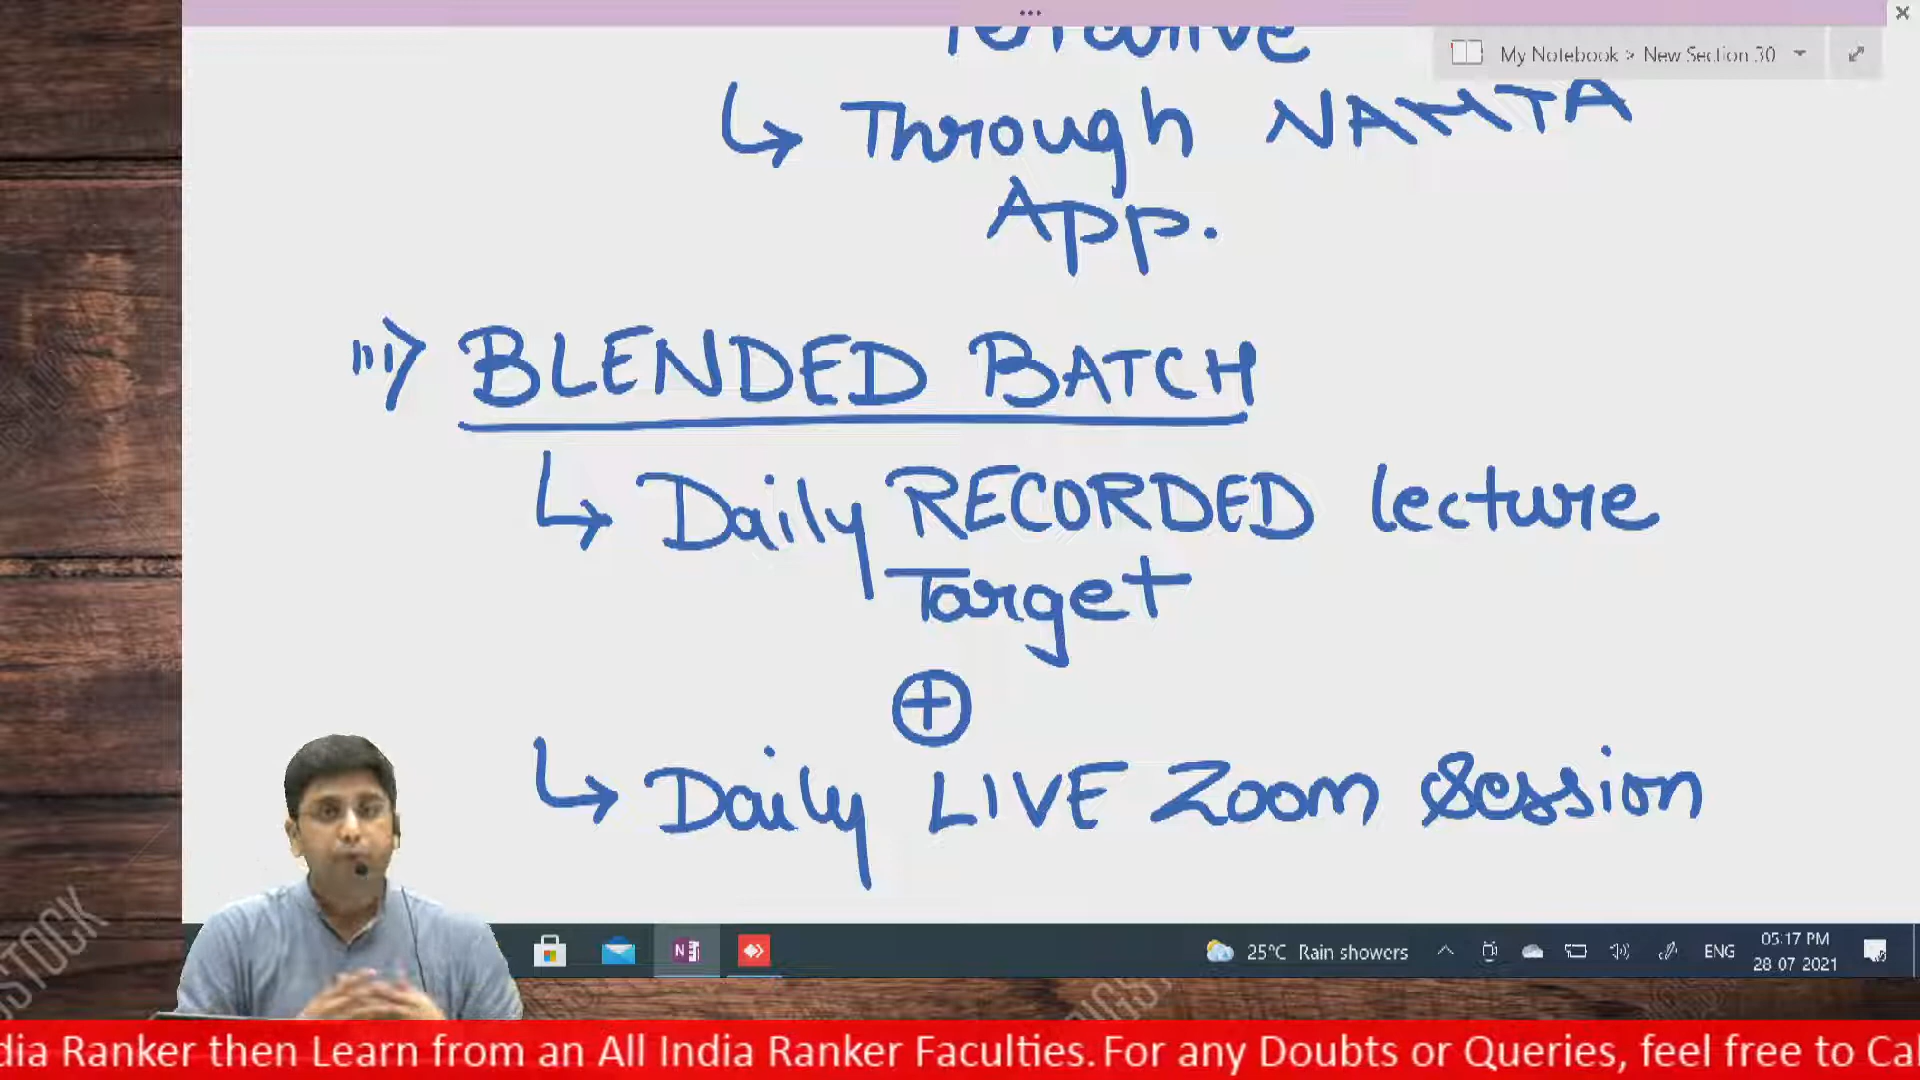 My Notebook > New Section 30
↳ Through NAMTA
App.
iii) BLENDED BATCH
↳ Daily RECORDED lecture
Target
+
↳ Daily LIVE Zoom Session
25°C Rain showers
ENG
05:17 PM
28-07-2021
dia Ranker then Learn from an All India Ranker Faculties. For any Doubts or Queries, feel free to Cal